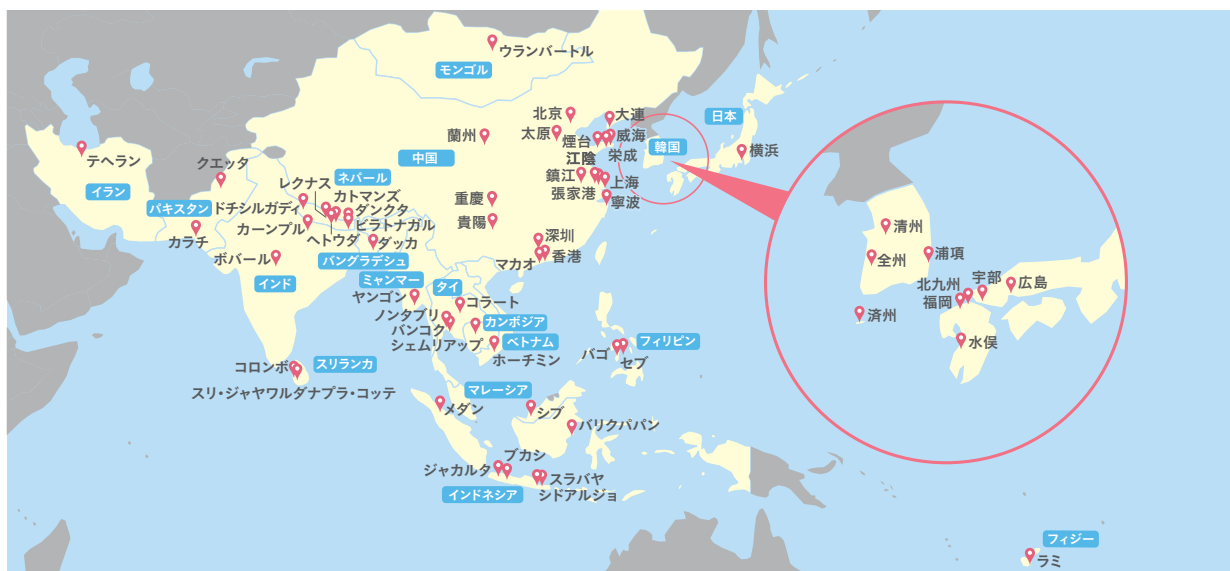 ウランバートル
モンゴル
北京
大連
日本
蘭州
太原
煙台
威海
栄成
韓国
横浜
テヘラン
イラン
中国
江陰
鎮江
上海
張家港
寧波
クエッタ
パキスタン
カラチ
レクナス
ネパール
カトマンズ
ドチシルガディ
ダンクタ
カーンプル
ビラトナガル
ヘトウダ
ダッカ
ボパール
バングラデシュ
インド
重慶
貴陽
深圳
マカオ
香港
ミャンマー
タイ
ヤンゴン
コラート
ノンタブリ
カンボジア
バンコク
シェムリアップ
ベトナム
ホーチミン
フィリピン
バゴ
セブ
コロンボ
スリランカ
スリ・ジャヤワルダナプラ・コッテ
マレーシア
メダン
シブ
バリクパパン
ブカシ
ジャカルタ
スラバヤ
インドネシア
シドアルジョ
清州
全州
浦項
済州
北九州
宇部
広島
福岡
水俣
フィジー
ラミ